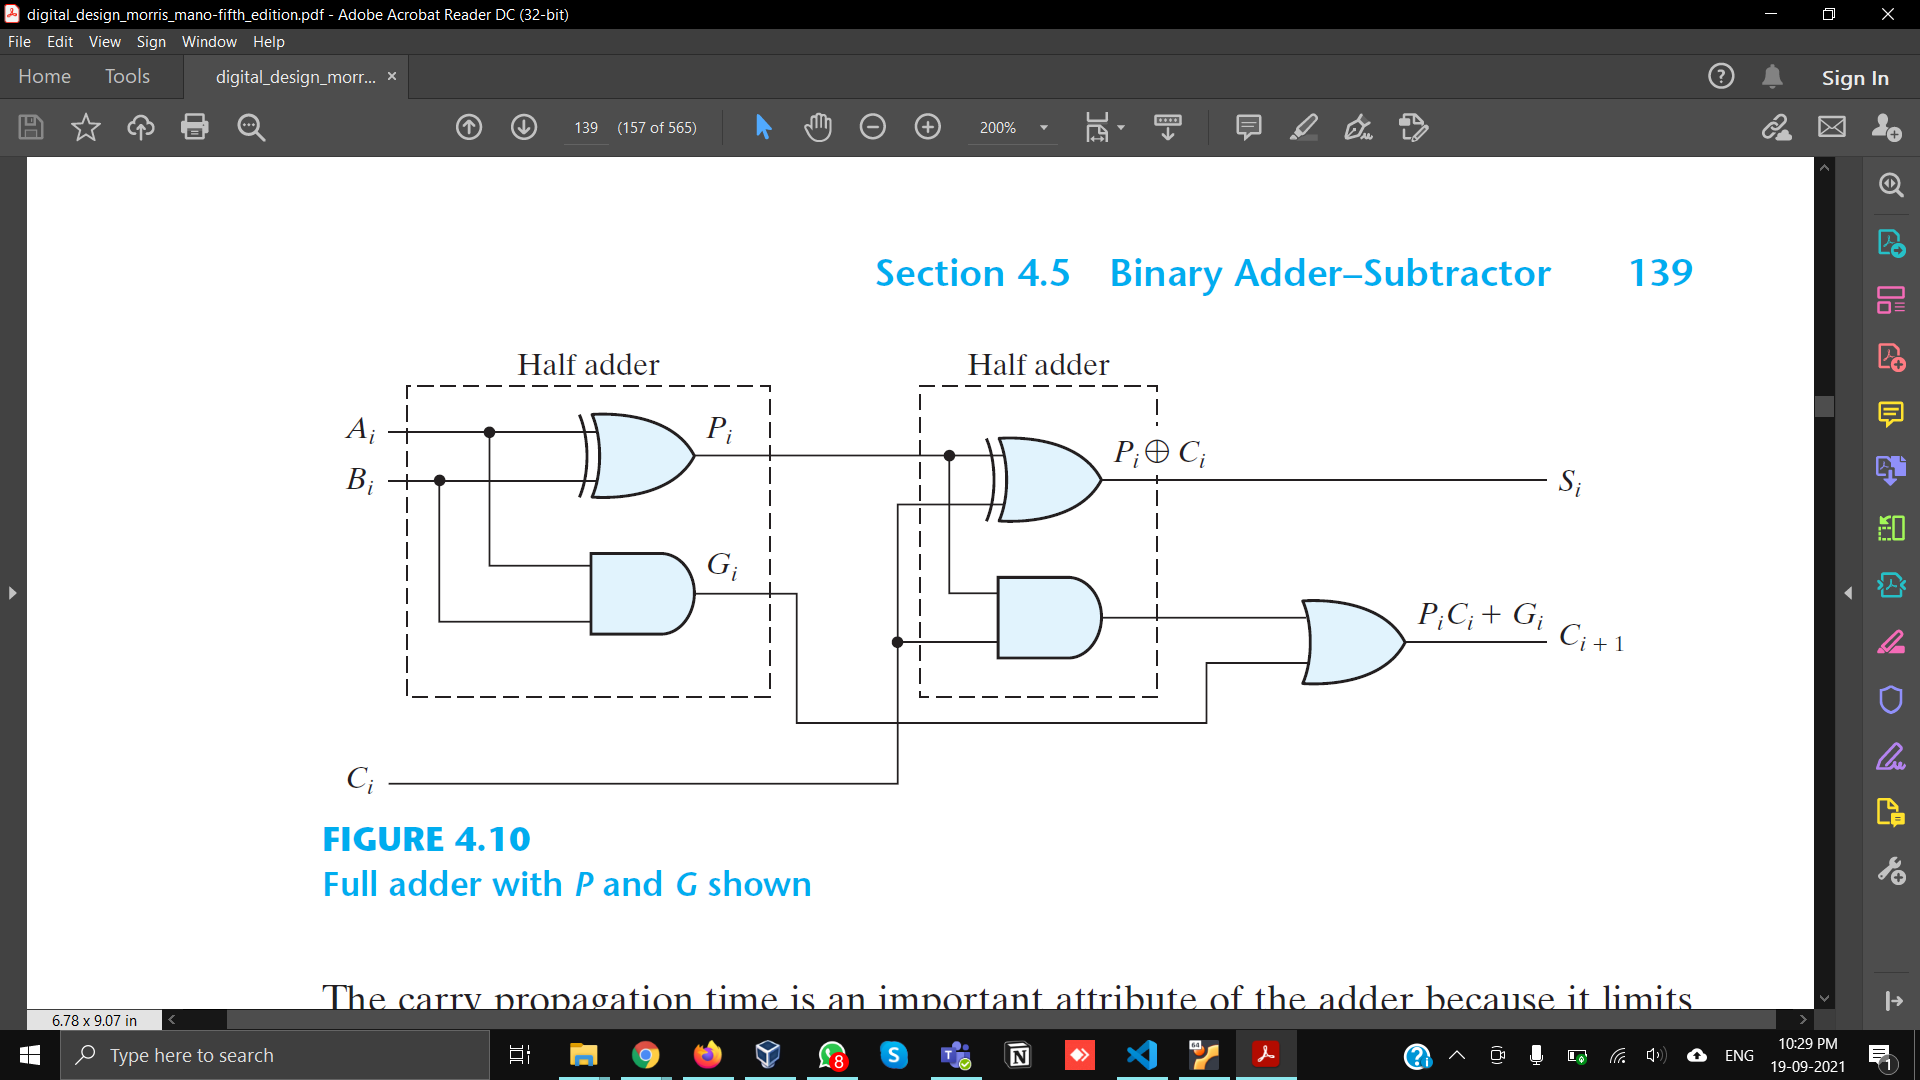 digital_design_morris_mano-fifth_edition.pdf - Adobe Acrobat Reader DC (32-bit)
File Edit View Sign Window Help
Home Tools digital_design_morr... × Sign In
139 (157 of 565) 200%
Section 4.5 Binary Adder–Subtractor 139
Half adder Half adder
A_i
P_i
B_i
P_i ⊕ C_i
S_i
G_i
P_iC_i + G_i
C_{i + 1}
C_i
FIGURE 4.10
Full adder with P and G shown
The carry propagation time is an important attribute of the adder because it limits
6.78 x 9.07 in
Type here to search
8
64
ENG
10:29 PM
19-09-2021
1